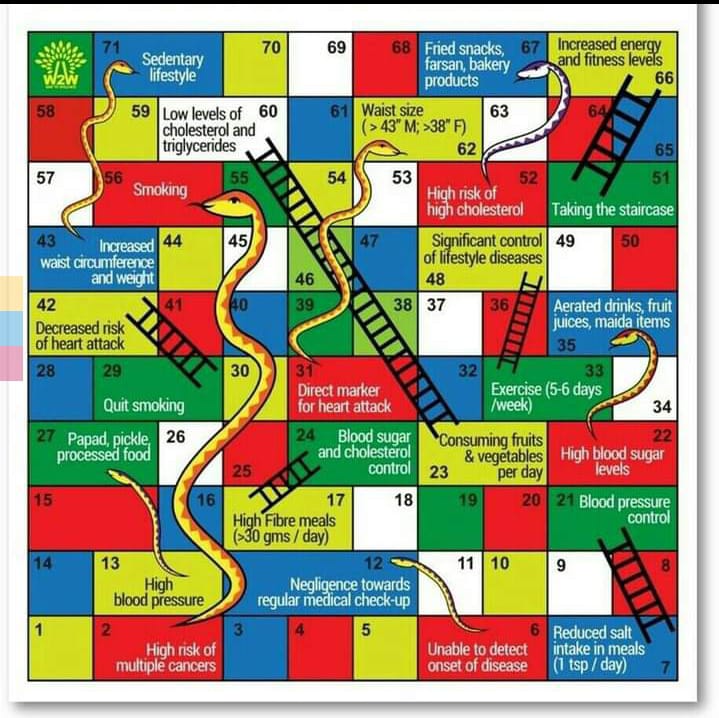 71
Sedentary
lifestyle
70
69
68
Fried snacks, 67
farsan, bakery
products
Increased energy
and fitness levels
66
W2W
58
59
Low levels of 60
cholesterol and
triglycerides
61
Waist size
( > 43" M; >38" F)
62
63
64
65
57
56
Smoking
55
54
53
52
High risk of
high cholesterol
51
Taking the staircase
43
Increased
waist circumference
and weight
44
45
46
47
Significant control
of lifestyle diseases
48
49
50
42
Decreased risk
of heart attack
41
40
39
38
37
36
Aerated drinks, fruit
juices, maida items
35
28
29
Quit smoking
30
31
Direct marker
for heart attack
32
33
Exercise (5-6 days
/week)
34
27 Papad, pickle,
processed food
26
25
24 Blood sugar
and cholesterol
control
Consuming fruits
& vegetables
23 per day
22
High blood sugar
levels
15
16
17
High Fibre meals
(>30 gms / day)
18
19
20
21 Blood pressure
control
14
13
High
blood pressure
12
Negligence towards
regular medical check-up
11
10
9
8
1
2
High risk of
multiple cancers
3
4
5
6
Unable to detect
onset of disease
Reduced salt
intake in meals
(1 tsp / day)
7